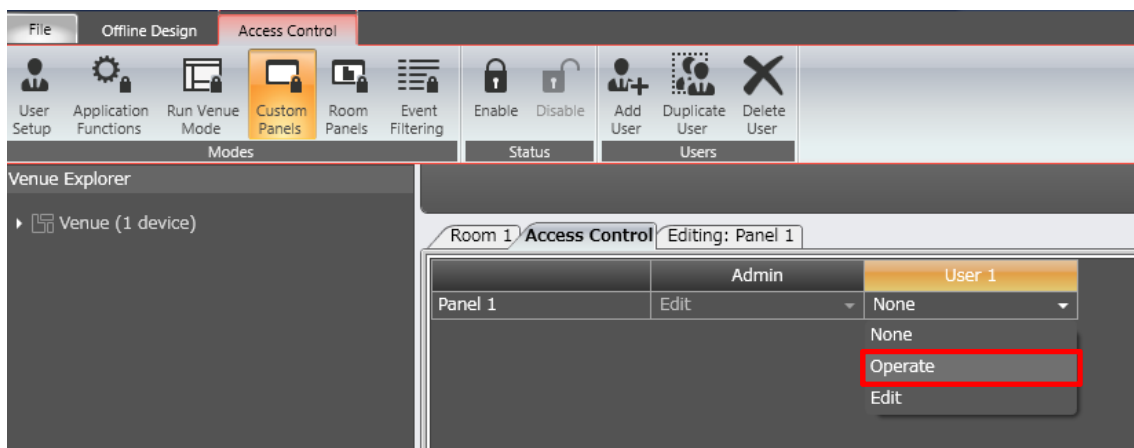 File Offline Design Access Control
User Setup Application Functions Run Venue Mode Custom Panels Room Panels Event Filtering Enable Disable Add User Duplicate User Delete User
Modes Status Users
Venue Explorer
Venue (1 device)
Room 1 Access Control Editing: Panel 1
Admin User 1
Panel 1 Edit None
None
Operate
Edit